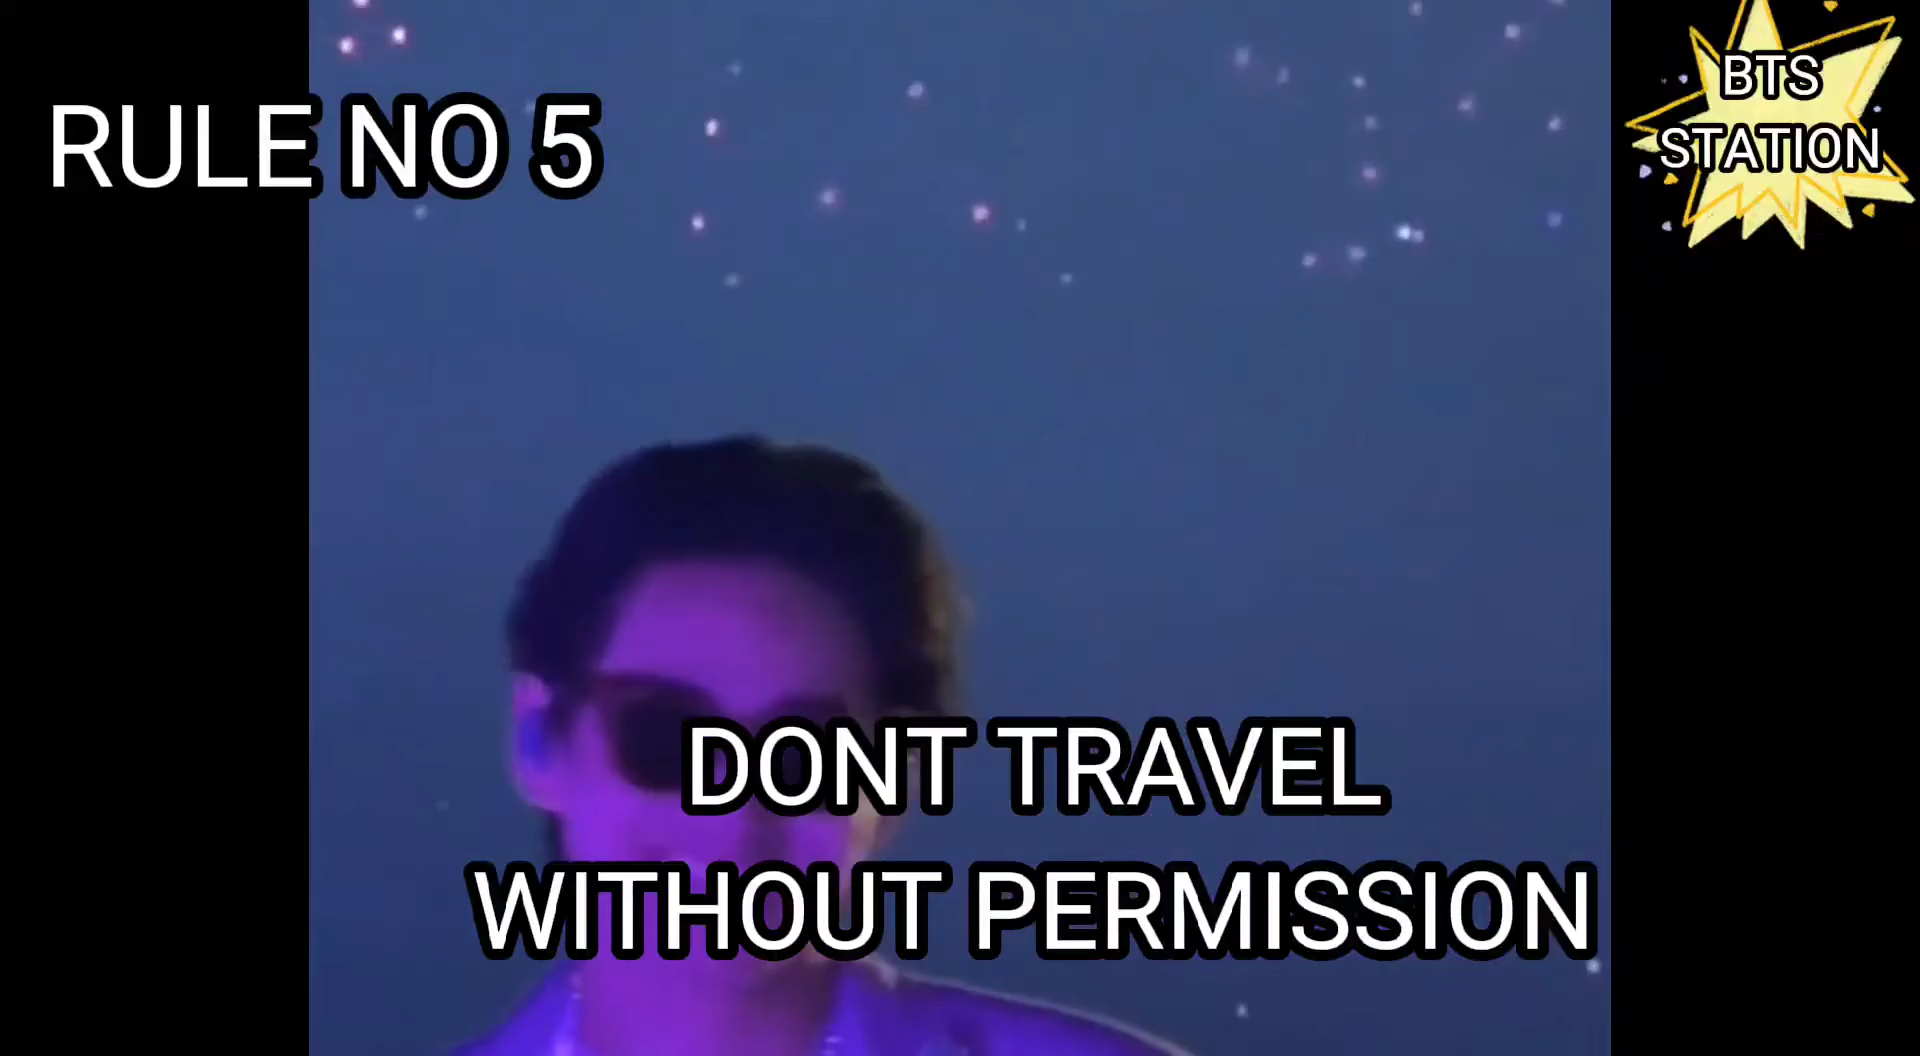 RULE NO 5
BTS
STATION
DONT TRAVEL
WITHOUT PERMISSION